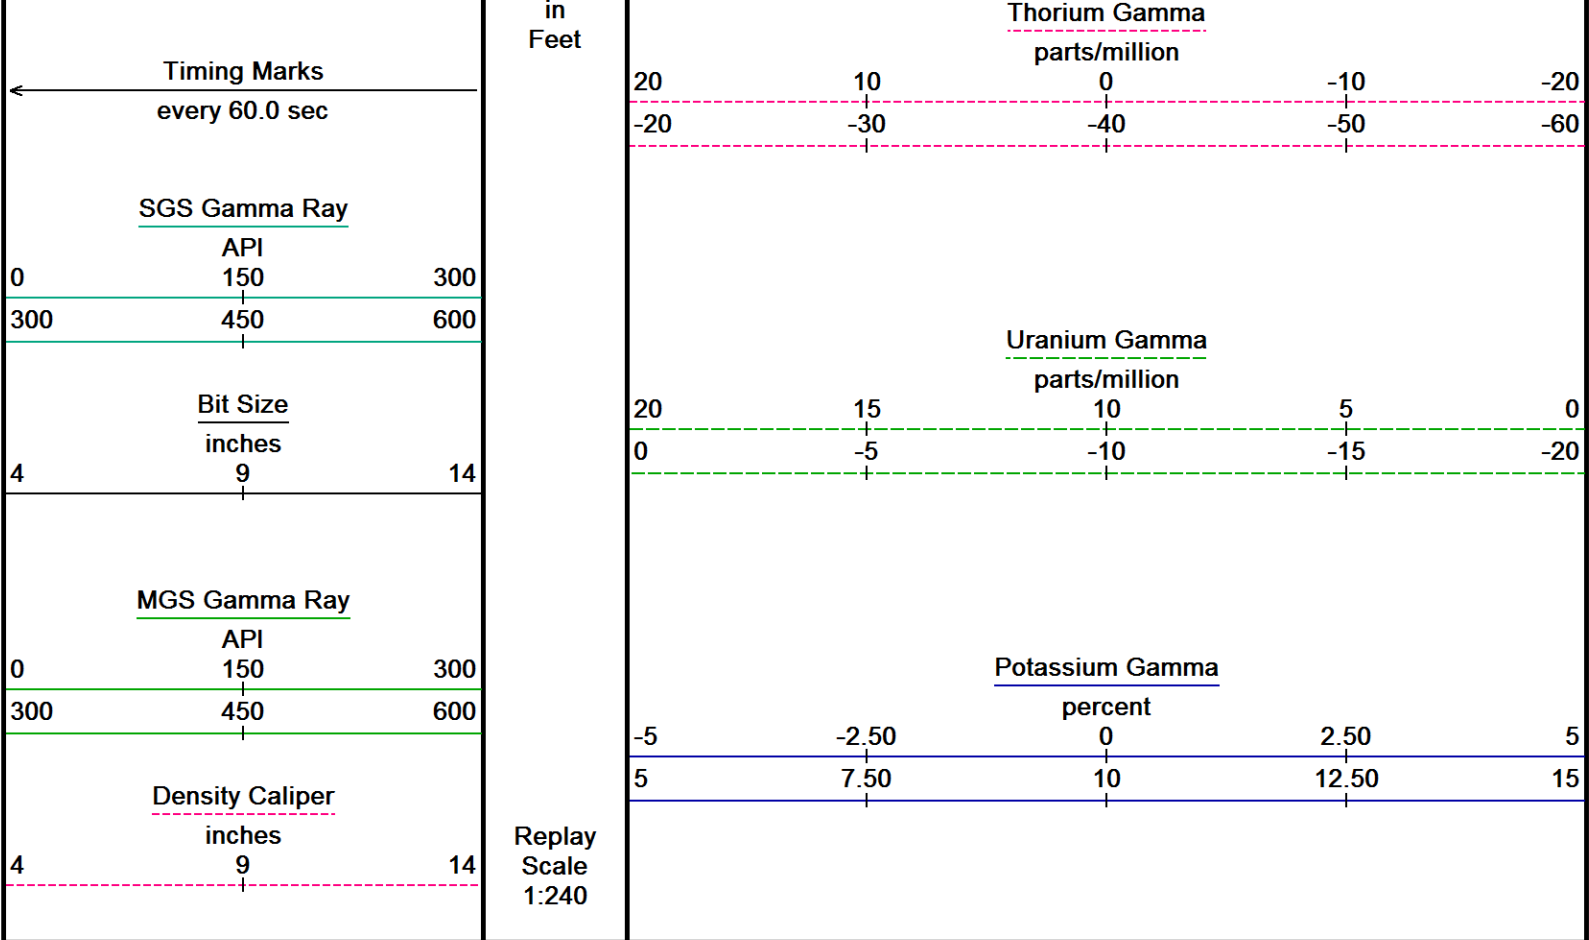 Timing Marks
every 60.0 sec
SGS Gamma Ray
API
0 150 300
300 450 600
Bit Size
inches
4 9 14
MGS Gamma Ray
API
0 150 300
300 450 600
Density Caliper
inches
4 9 14
in
Feet
Replay
Scale
1:240
Thorium Gamma
parts/million
20 10 0 -10 -20
-20 -30 -40 -50 -60
Uranium Gamma
parts/million
20 15 10 5 0
0 -5 -10 -15 -20
Potassium Gamma
percent
-5 -2.50 0 2.50 5
5 7.50 10 12.50 15